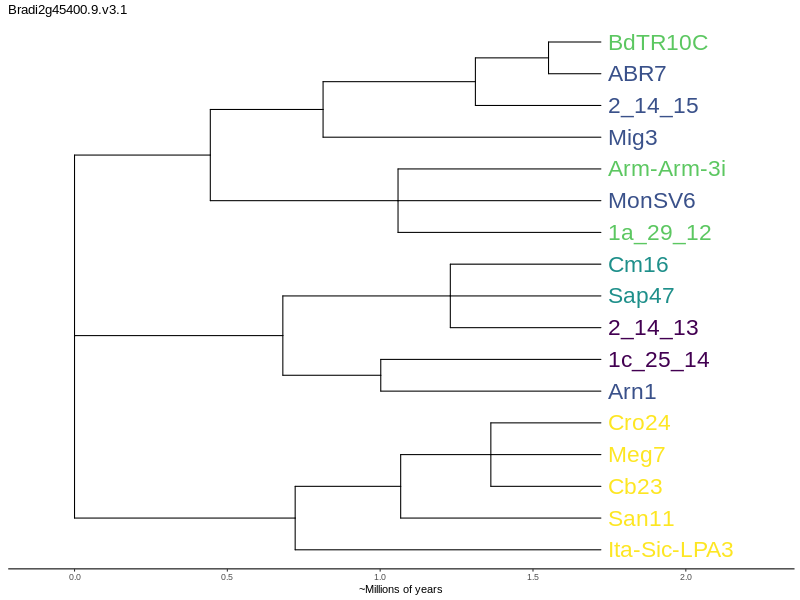 Bradi2g45400.9.v3.1
BdTR10C
ABR7
2_14_15
Mig3
Arm-Arm-3i
MonSV6
1a_29_12
Cm16
Sap47
2_14_13
1c_25_14
Arn1
Cro24
Meg7
Cb23
San11
Ita-Sic-LPA3
0.0 0.5 1.0 1.5 2.0
~Millions of years